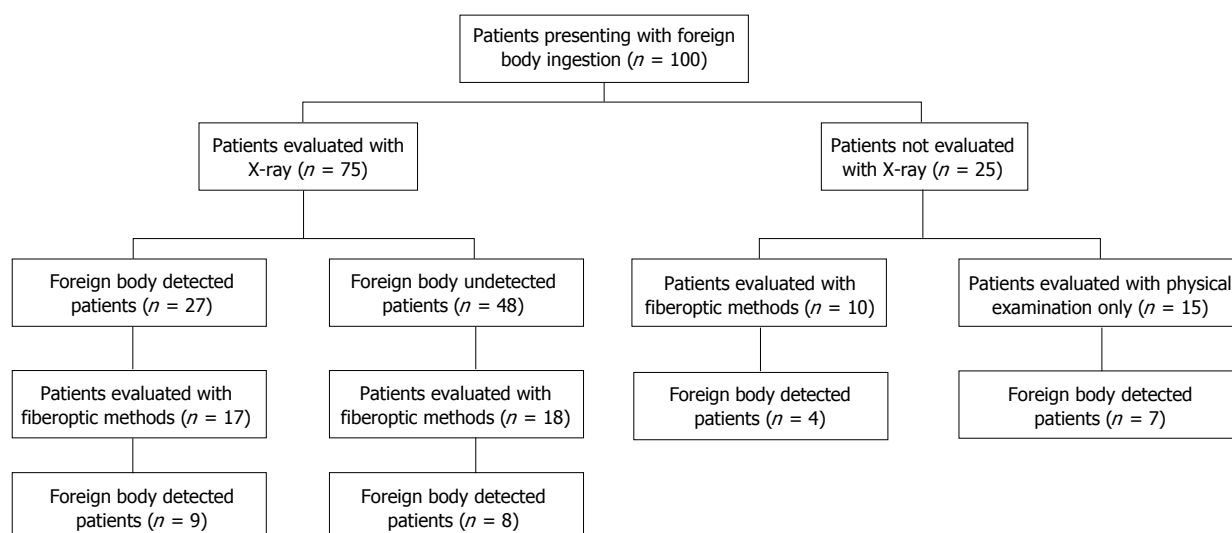 Patients presenting with foreign
body ingestion (n = 100)
Patients evaluated with
X-ray (n = 75)
Patients not evaluated
with X-ray (n = 25)
Foreign body detected
patients (n = 27)
Foreign body undetected
patients (n = 48)
Patients evaluated with
fiberoptic methods (n = 10)
Patients evaluated with physical
examination only (n = 15)
Patients evaluated with
fiberoptic methods (n = 17)
Patients evaluated with
fiberoptic methods (n = 18)
Foreign body detected
patients (n = 4)
Foreign body detected
patients (n = 7)
Foreign body detected
patients (n = 9)
Foreign body detected
patients (n = 8)